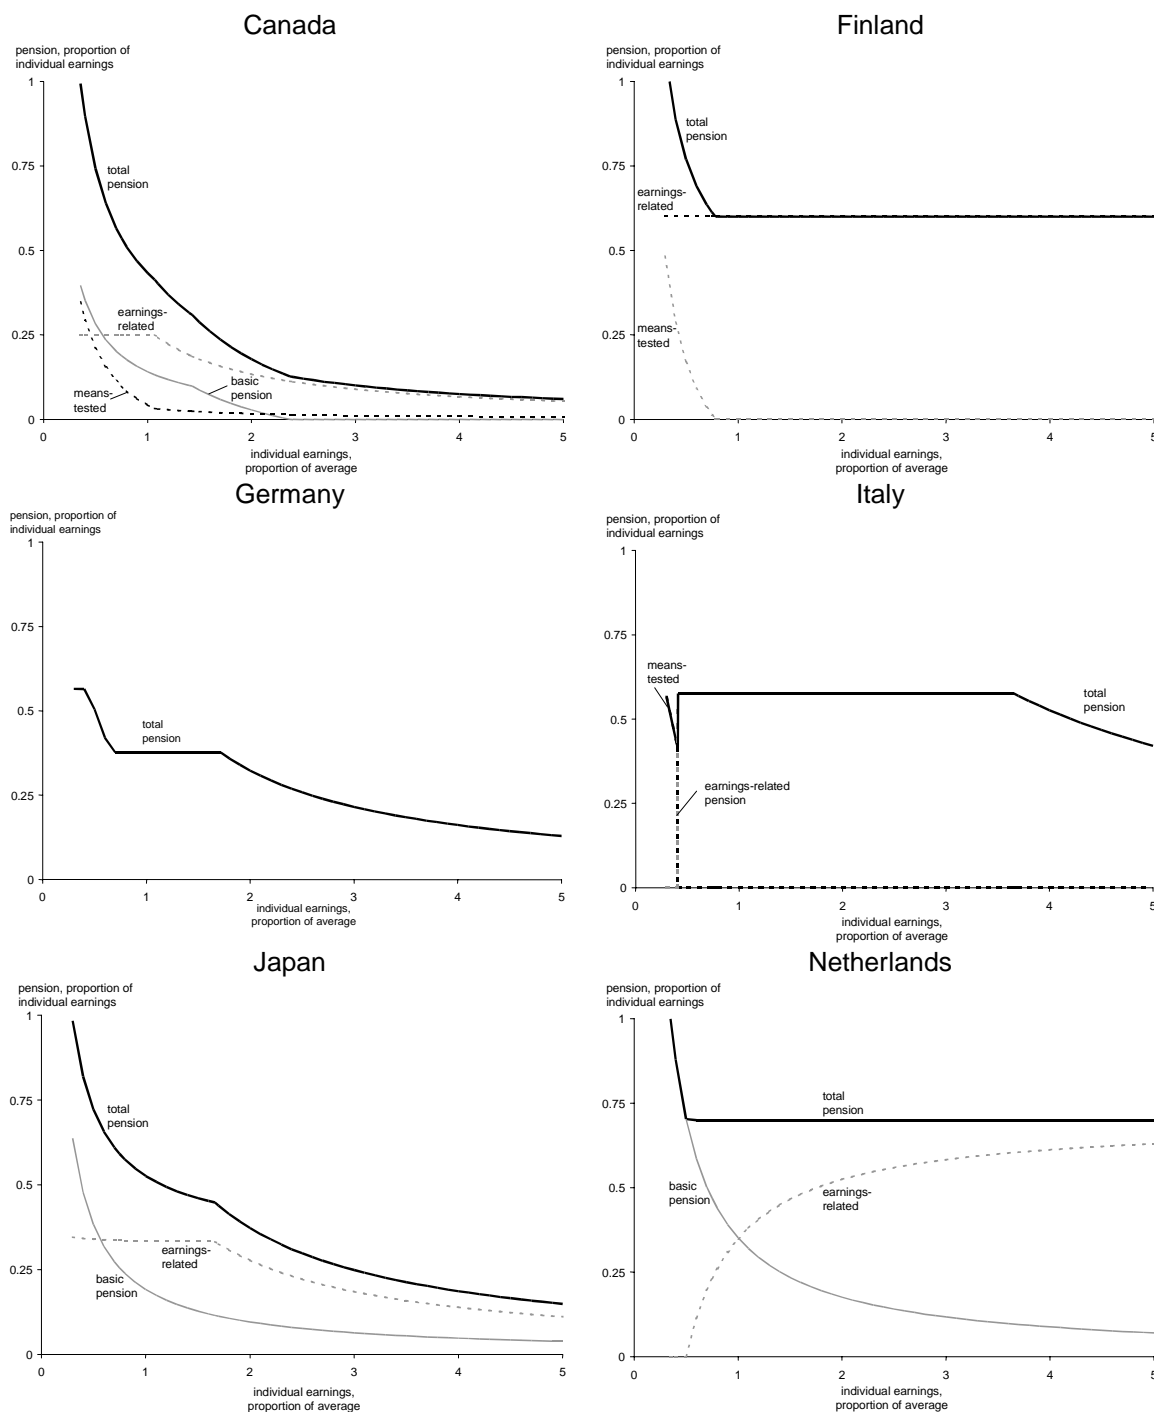 Canada
pension, proportion of
individual earnings
1
0.75
0.5
0.25
0
total
pension
earnings-
related
basic
pension
means-
tested
0 1 2 3 4 5
individual earnings,
proportion of average
Finland
pension, proportion of
individual earnings
1
0.75
0.5
0.25
0
total
pension
earnings-
related
means-
tested
0 1 2 3 4 5
individual earnings,
proportion of average
Germany
pension, proportion of
individual earnings
1
0.75
0.5
0.25
0
total
pension
0 1 2 3 4 5
individual earnings,
proportion of average
Italy
pension, proportion of
individual earnings
1
0.75
0.5
0.25
0
means-
tested
total
pension
earnings-related
pension
0 1 2 3 4 5
individual earnings,
proportion of average
Japan
pension, proportion of
individual earnings
1
0.75
0.5
0.25
0
total
pension
earnings-
related
basic
pension
0 1 2 3 4 5
individual earnings,
proportion of average
Netherlands
pension, proportion of
individual earnings
1
0.75
0.5
0.25
0
total
pension
basic
pension
earnings-
related
0 1 2 3 4 5
individual earnings,
proportion of average